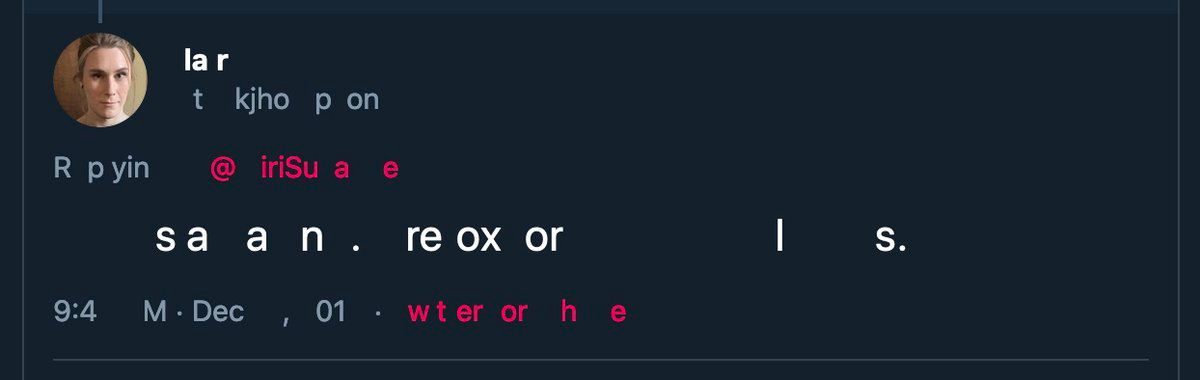 la r
t kjho p on
R p yin @ iriSu a e
s a a n . re ox or l s.
9:4 M · Dec , 01 · w t er or h e